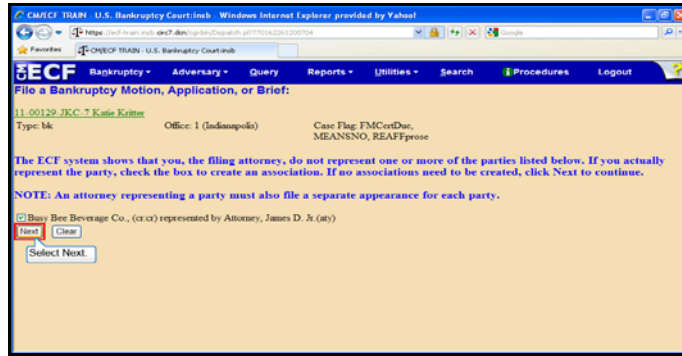 CM/ECF TRAIN - U.S. Bankruptcy Court:insb - Windows Internet Explorer provided by Yahoo!
Google
Favorites
CM/ECF TRAIN - U.S. Bankruptcy Court:insb
ECF Bankruptcy Adversary Query Reports Utilities Search Procedures Logout
File a Bankruptcy Motion, Application, or Brief:
11-00129-JKC-7 Katie Kritter
Type: bk Office: 1 (Indianapolis) Case Flag: FMCertDue,
MEANSNO, REAFFprose
The ECF system shows that you, the filing attorney, do not represent one or more of the parties listed below. If you actually
represent the party, check the box to create an association. If no associations need to be created, click Next to continue.
NOTE: An attorney representing a party must also file a separate appearance for each party.
Busy Bee Beverage Co., (cr.cr) represented by Attorney, James D. Jr.(aty)
Next Clear
Select Next.